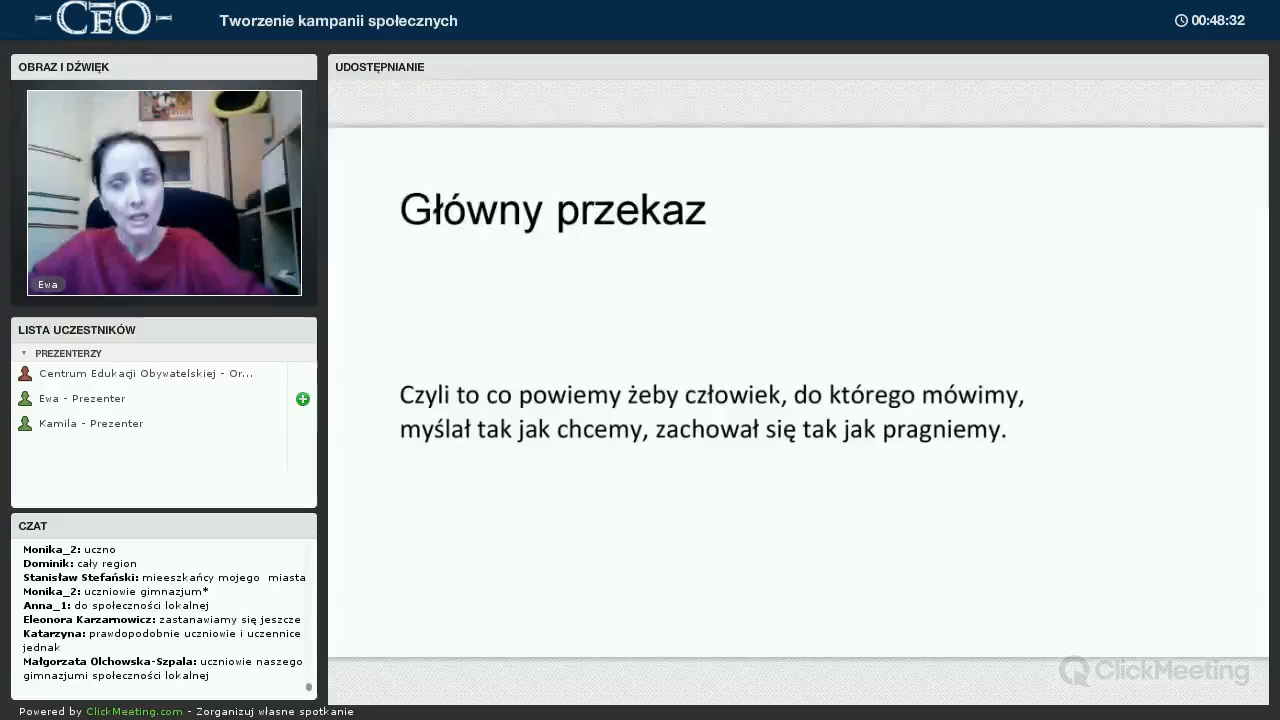 CEO
Tworzenie kampanii społecznych
00:48:32
OBRAZ I DŹWIĘK
Ewa
LISTA UCZESTNIKÓW
PREZENTERZY
Centrum Edukacji Obywatelskiej - Or...
Ewa - Prezenter
Kamila - Prezenter
CZAT
Monika_2: uczno
Dominik: cały region
Stanisław Stefański: mieeszkańcy mojego miasta
Monika_2: uczniowie gimnazjum*
Anna_1: do społeczności lokalnej
Eleonora Karzarnowicz: zastanawiamy się jeszcze
Katarzyna: prawdopodobnie uczniowie i uczennice
jednak
Małgorzata Olchowska-Szpala: uczniowie naszego
gimnazjumi społeczności lokalnej
Powered by ClickMeeting.com - Zorganizuj własne spotkanie
UDOSTĘPNIANIE
Główny przekaz
Czyli to co powiemy żeby człowiek, do którego mówimy,
myślał tak jak chcemy, zachował się tak jak pragniemy.
ClickMeeting